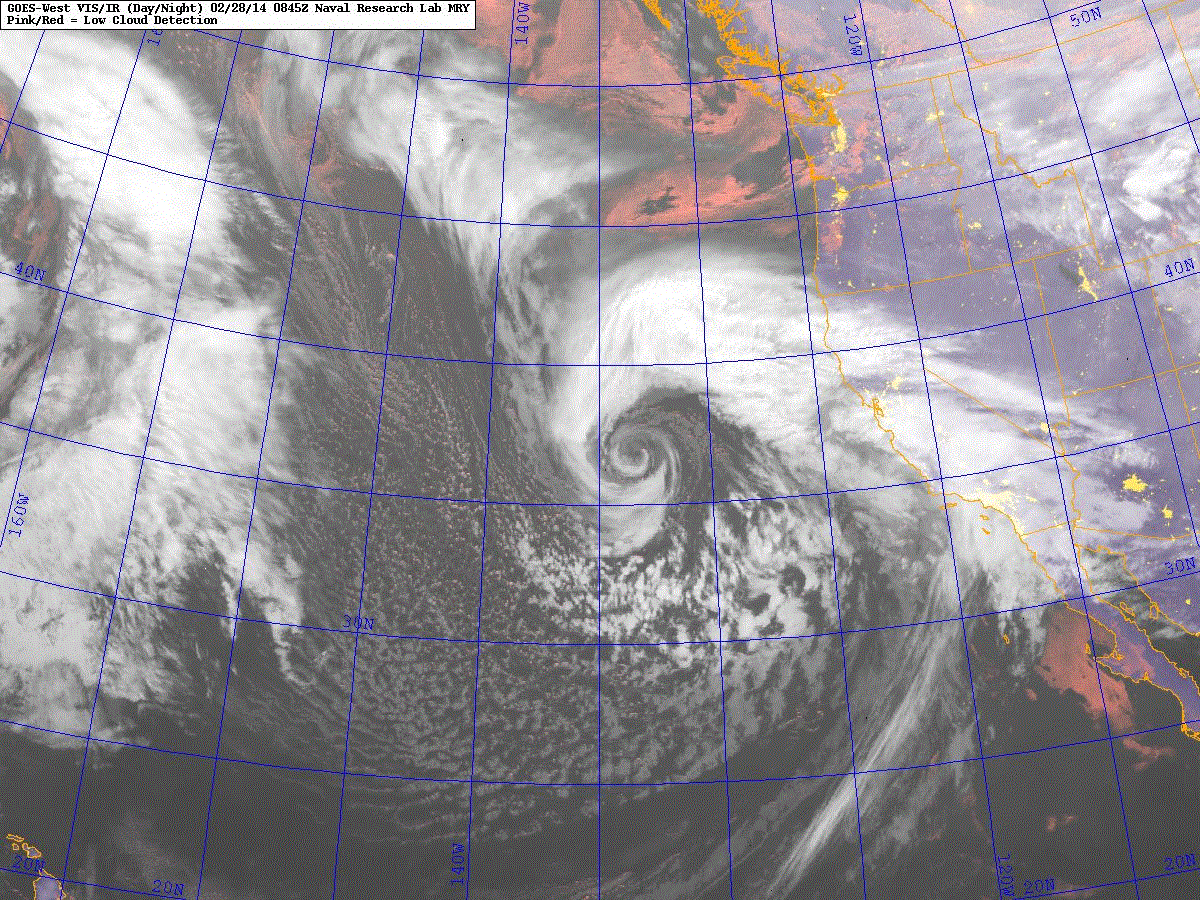 GOES-West VIS/IR (Day/Night) 02/28/14 0845Z Naval Research Lab MRY
Pink/Red = Low Cloud Detection
140W
120W
50N
40N
40N
160W
30N
30N
140W
120W
20N
20N
20N
20N